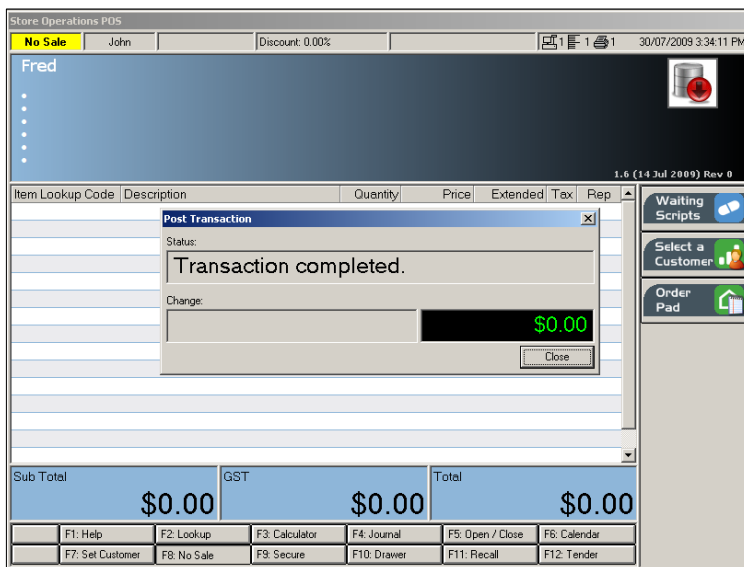 Store Operations POS
No Sale John Discount: 0.00% 1 1 1 30/07/2009 3:34:11 PM
Fred
1.6 (14 Jul 2009) Rev 0
Item Lookup Code Description Quantity Price Extended Tax Rep
Waiting Scripts
Post Transaction
Status:
Transaction completed.
Select a Customer
Change:
Order Pad
$0.00
Close
Sub Total GST Total
$0.00 $0.00 $0.00
F1: Help F2: Lookup F3: Calculator F4: Journal F5: Open / Close F6: Calendar
F7: Set Customer F8: No Sale F9: Secure F10: Drawer F11: Recall F12: Tender